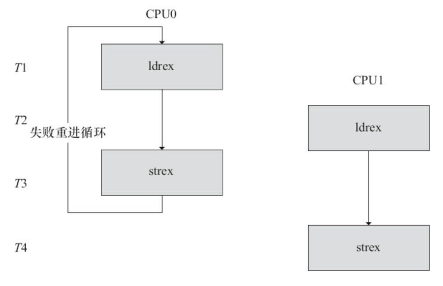 CPU0
T1
ldrex
CPU1
T2
ldrex
失败重进循环
strex
T3
T4
strex